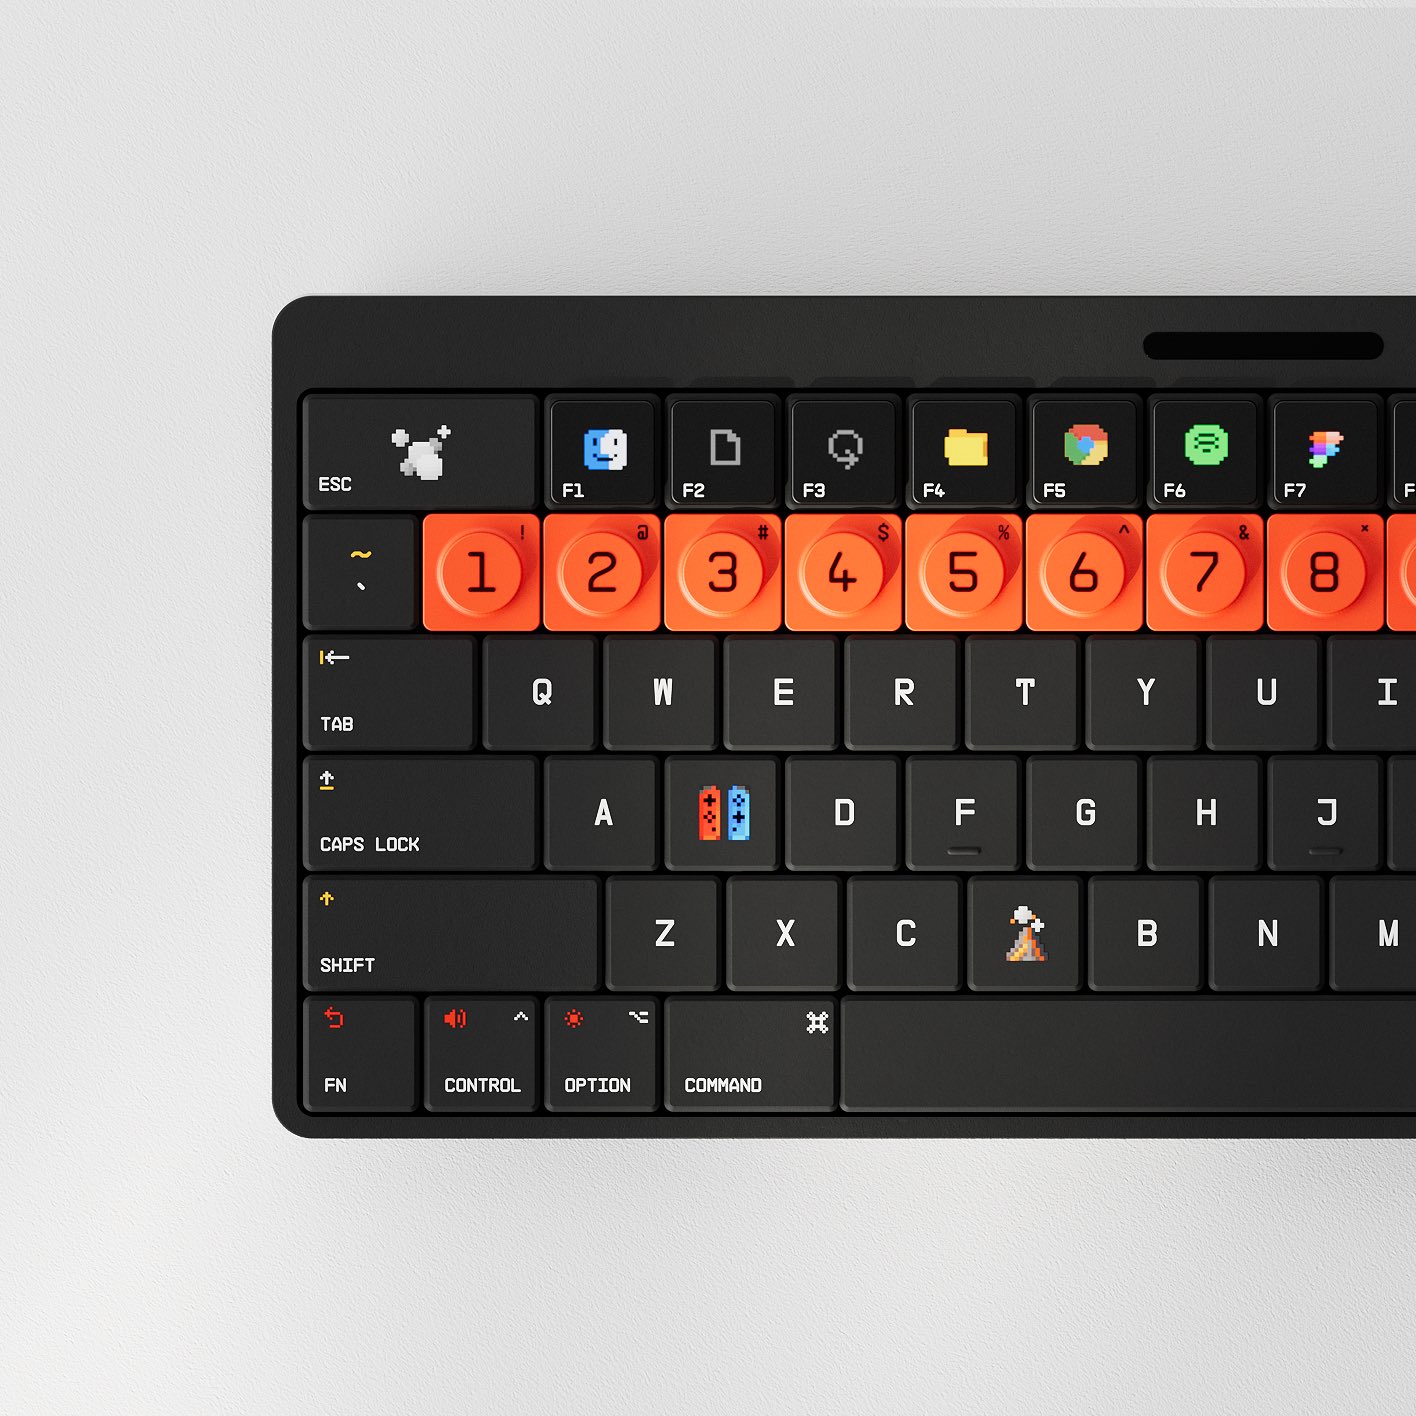 ESC F1 F2 F3 F4 F5 F6 F7 F
~ ` 1 ! 2 @ 3 # 4 $ 5 % 6 ^ 7 & 8 *
TAB Q W E R T Y U I
CAPS LOCK A D F G H J
SHIFT Z X C B N M
FN CONTROL ^ OPTION ⌥ COMMAND ⌘